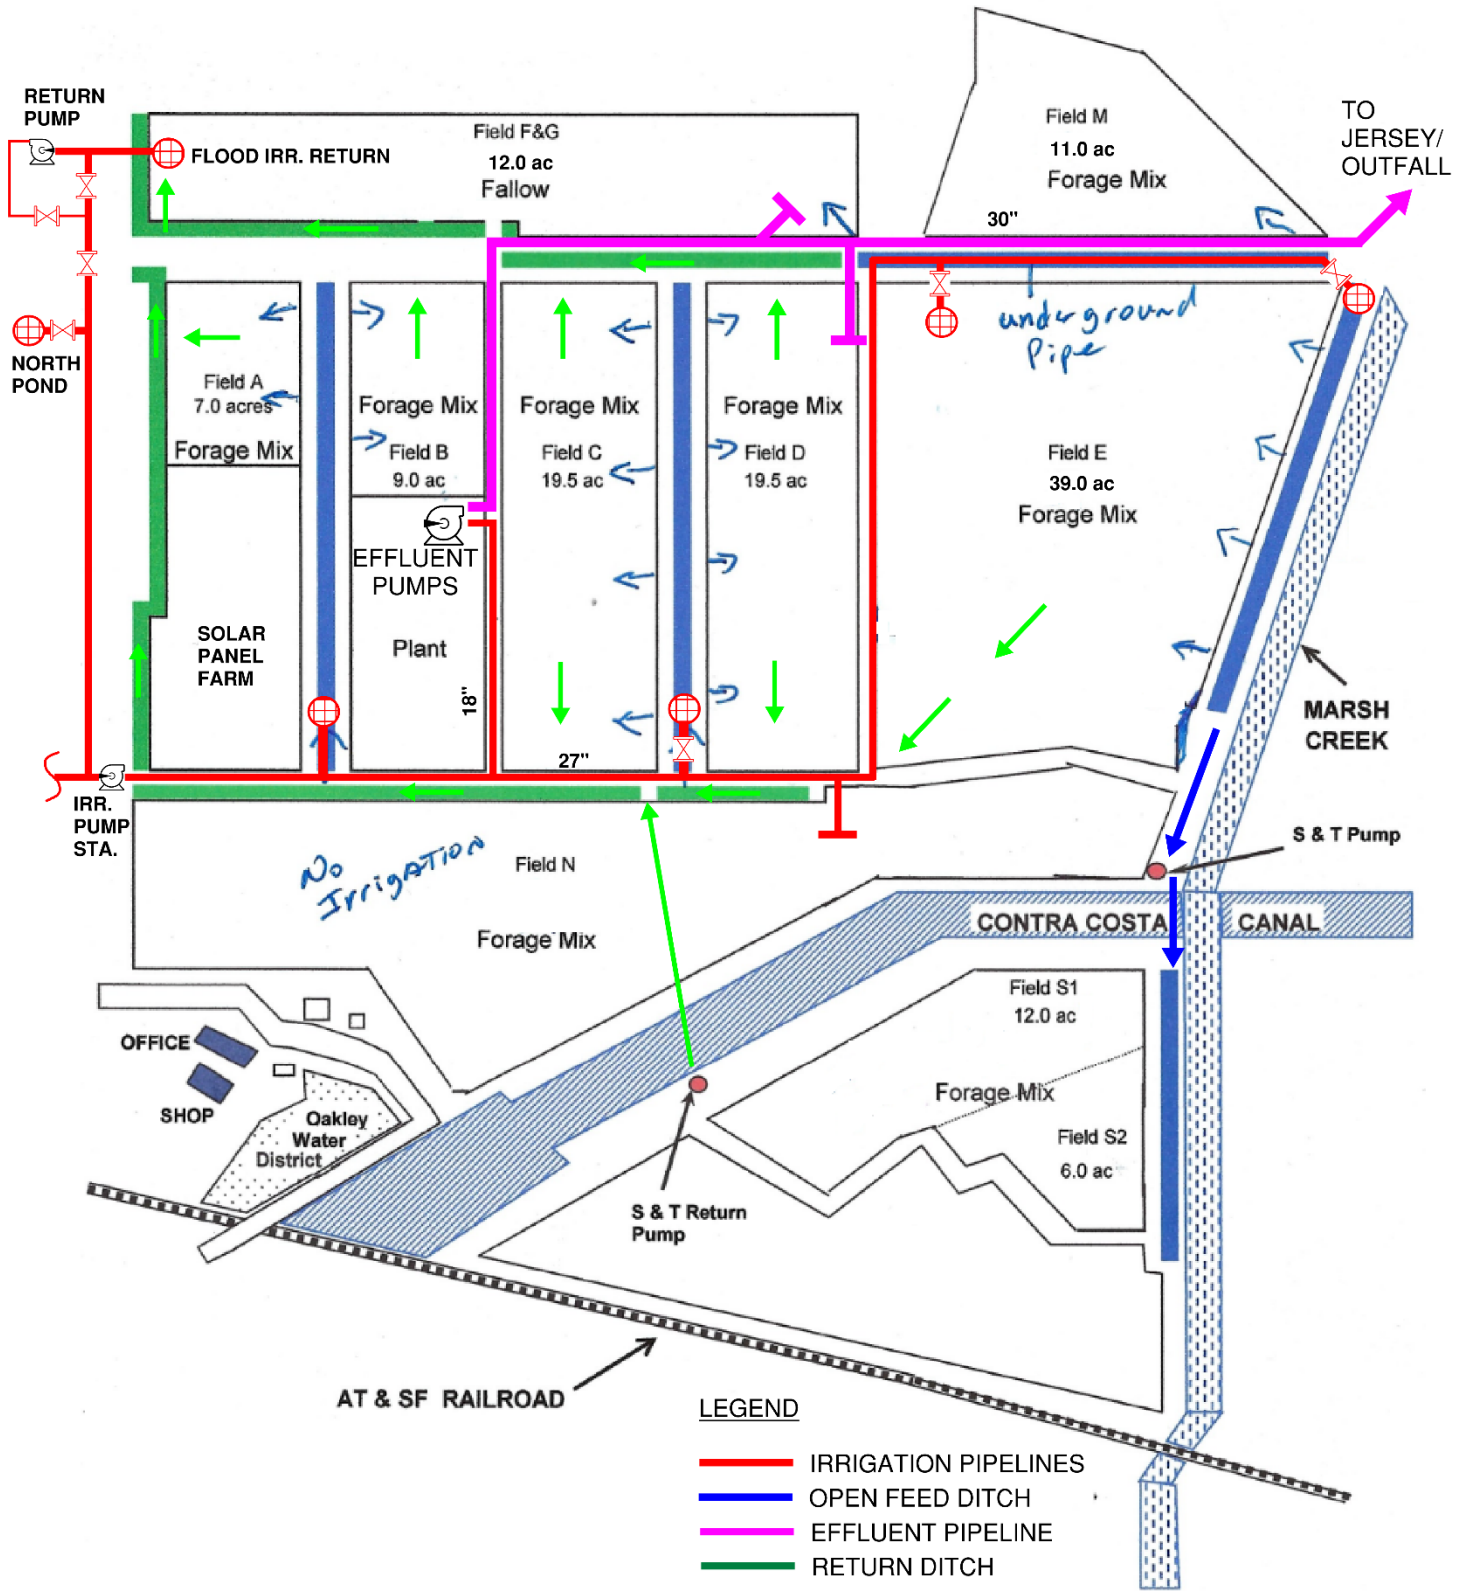 RETURN
PUMP
FLOOD IRR. RETURN
Field F&G
12.0 ac
Fallow
Field M
11.0 ac
Forage Mix
30"
TO
JERSEY/
OUTFALL
NORTH
POND
Field A
7.0 acres
Forage Mix
Forage Mix
Field B
9.0 ac
Forage Mix
Field C
19.5 ac
Forage Mix
Field D
19.5 ac
underground
Pipe
Field E
39.0 ac
Forage Mix
EFFLUENT
PUMPS
Plant
SOLAR
PANEL
FARM
18"
27"
MARSH
CREEK
IRR.
PUMP
STA.
S & T Pump
No
Irrigation
Field N
Forage Mix
CONTRA COSTA CANAL
Field S1
12.0 ac
Forage Mix
Field S2
6.0 ac
OFFICE
SHOP
Oakley
Water
District
S & T Return
Pump
AT & SF RAILROAD
LEGEND
IRRIGATION PIPELINES
OPEN FEED DITCH
EFFLUENT PIPELINE
RETURN DITCH